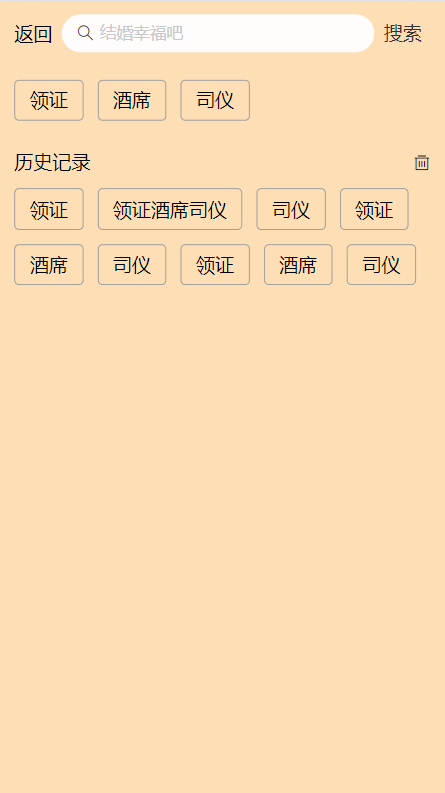 返回 结婚幸福吧 搜索
领证 酒席 司仪
历史记录
领证 领证酒席司仪 司仪 领证
酒席 司仪 领证 酒席 司仪